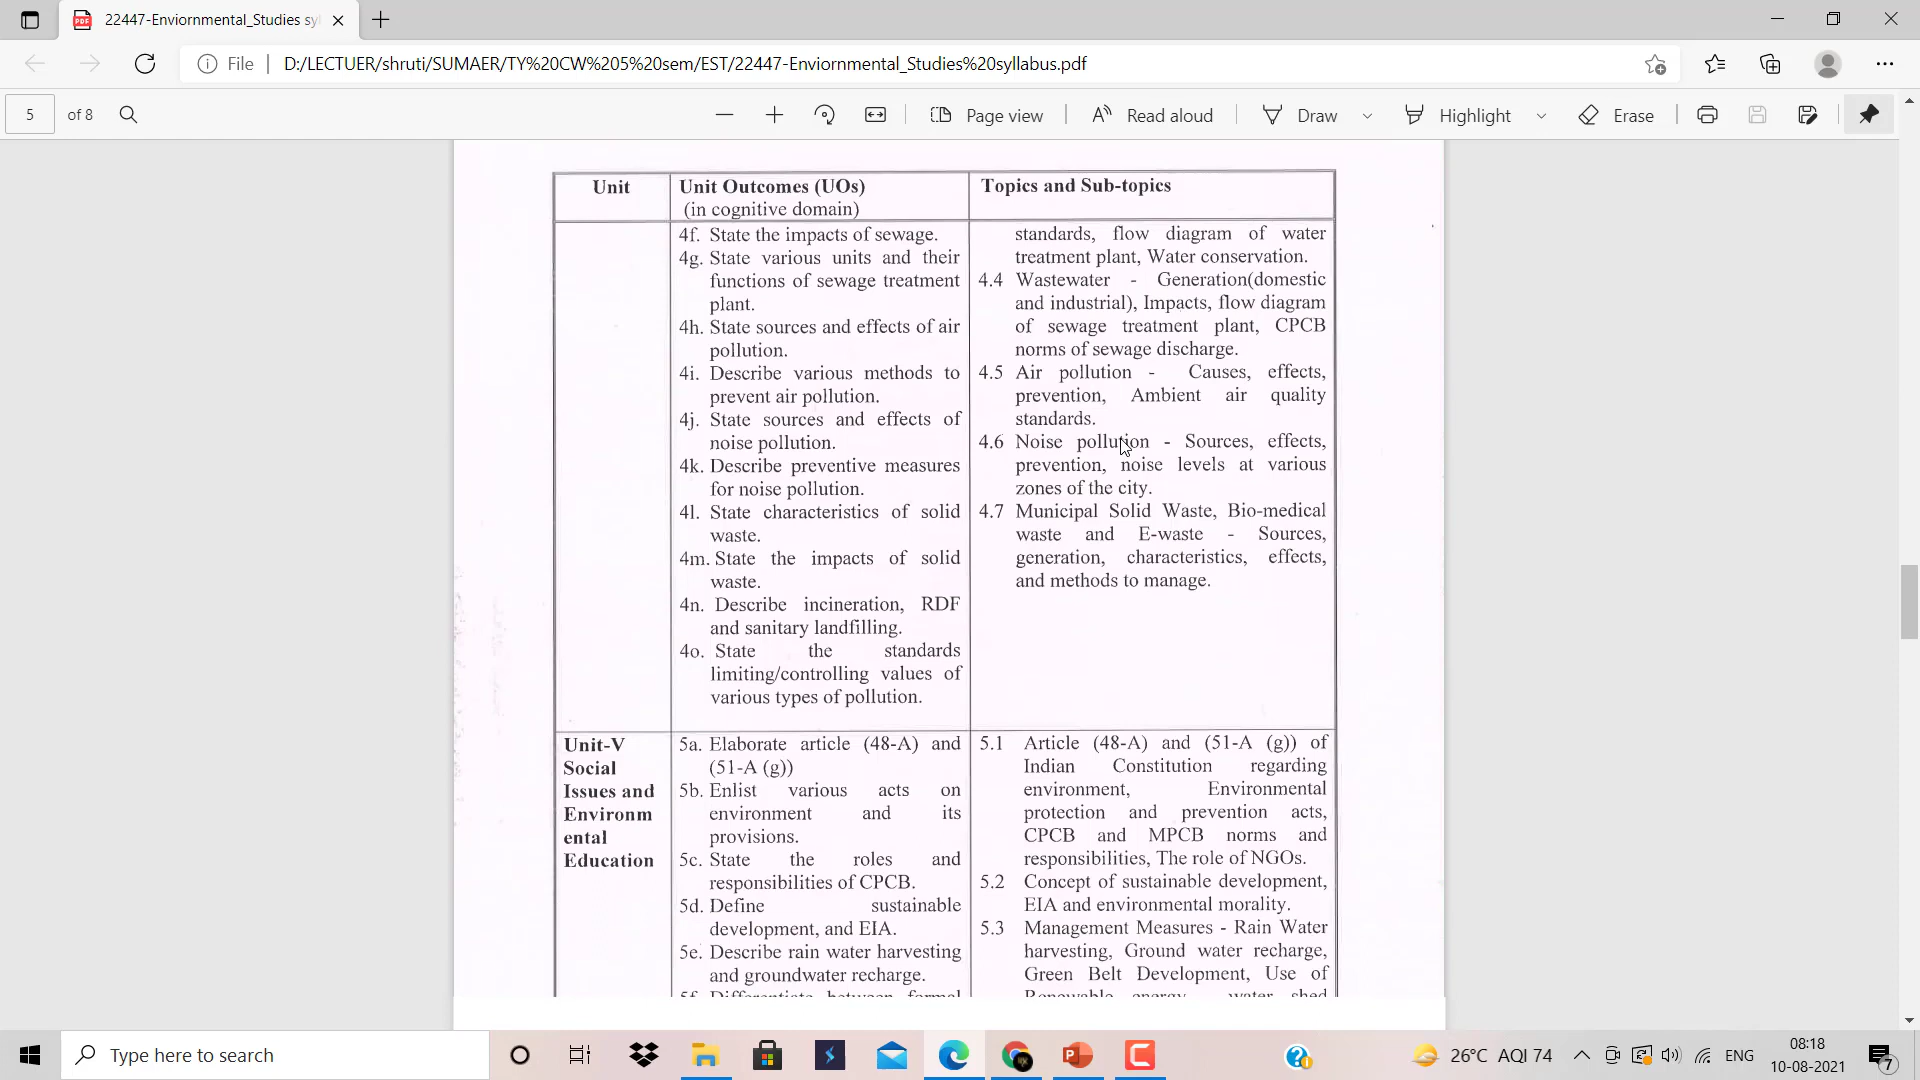 22447-Enviornmental_Studies syl
File
D:/LECTUER/shruti/SUMAER/TY%20CW%205%20sem/EST/22447-Enviornmental_Studies%20syllabus.pdf
5 of 8
Page view
Read aloud
Draw
Highlight
Erase
Unit
Unit Outcomes (UOs)
(in cognitive domain)
Topics and Sub-topics
4f. State the impacts of sewage.
4g. State various units and their
functions of sewage treatment
plant.
4h. State sources and effects of air
pollution.
4i. Describe various methods to
prevent air pollution.
4j. State sources and effects of
noise pollution.
4k. Describe preventive measures
for noise pollution.
4l. State characteristics of solid
waste.
4m. State the impacts of solid
waste.
4n. Describe incineration, RDF
and sanitary landfilling.
4o. State the standards
limiting/controlling values of
various types of pollution.
standards, flow diagram of water
treatment plant, Water conservation.
4.4 Wastewater - Generation(domestic
and industrial), Impacts, flow diagram
of sewage treatment plant, CPCB
norms of sewage discharge.
4.5 Air pollution - Causes, effects,
prevention, Ambient air quality
standards.
4.6 Noise pollution - Sources, effects,
prevention, noise levels at various
zones of the city.
4.7 Municipal Solid Waste, Bio-medical
waste and E-waste - Sources,
generation, characteristics, effects,
and methods to manage.
Unit-V
Social
Issues and
Environm
ental
Education
5a. Elaborate article (48-A) and
(51-A (g))
5b. Enlist various acts on
environment and its
provisions.
5c. State the roles and
responsibilities of CPCB.
5d. Define sustainable
development, and EIA.
5e. Describe rain water harvesting
and groundwater recharge.
5f. Differentiate between formal
5.1 Article (48-A) and (51-A (g)) of
Indian Constitution regarding
environment, Environmental
protection and prevention acts,
CPCB and MPCB norms and
responsibilities, The role of NGOs.
5.2 Concept of sustainable development,
EIA and environmental morality.
5.3 Management Measures - Rain Water
harvesting, Ground water recharge,
Green Belt Development, Use of
Renewable energy, water shed
Type here to search
26°C AQI 74
ENG
08:18
10-08-2021
7